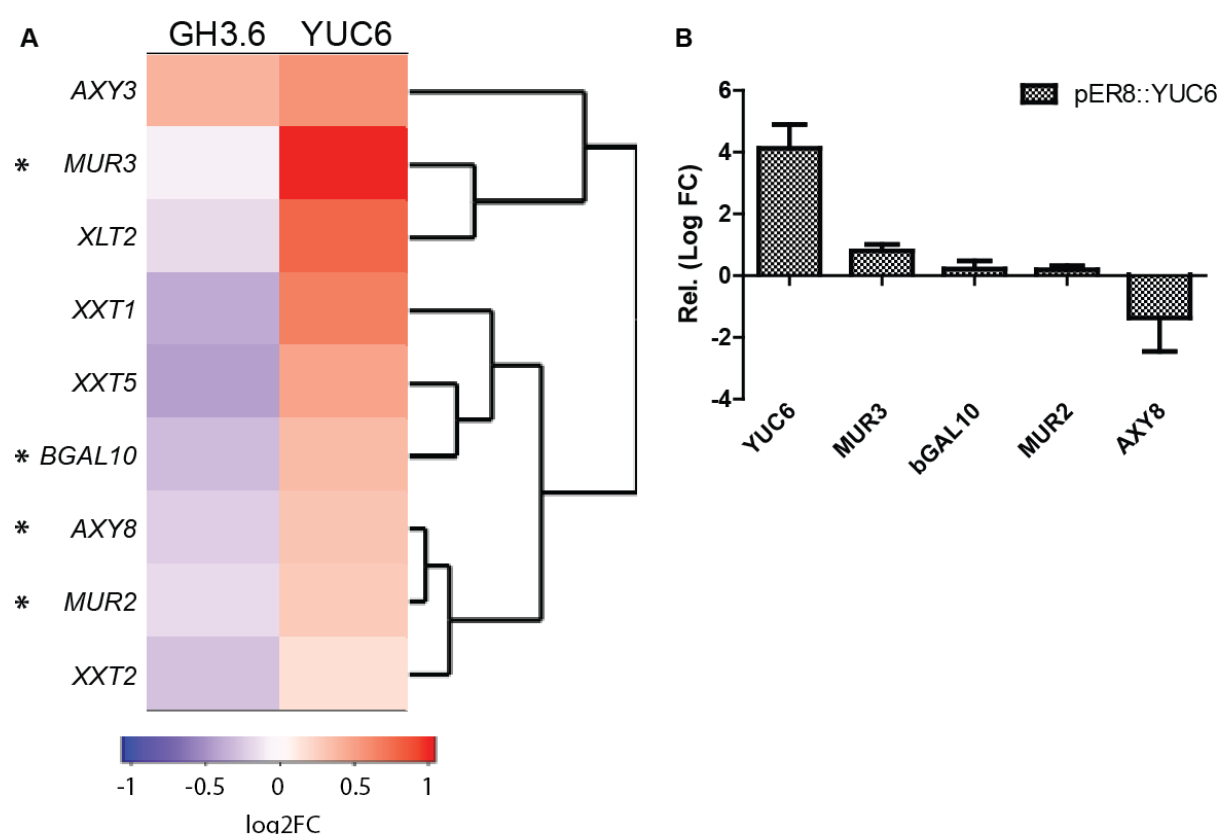 A
GH3.6 YUC6
AXY3
* MUR3
XLT2
XXT1
XXT5
* BGAL10
* AXY8
* MUR2
XXT2
-1 -0.5 0 0.5 1
log2FC
B
pER8::YUC6
Rel. (Log FC)
6
4
2
0
-2
-4
YUC6
MUR3
bGAL10
MUR2
AXY8